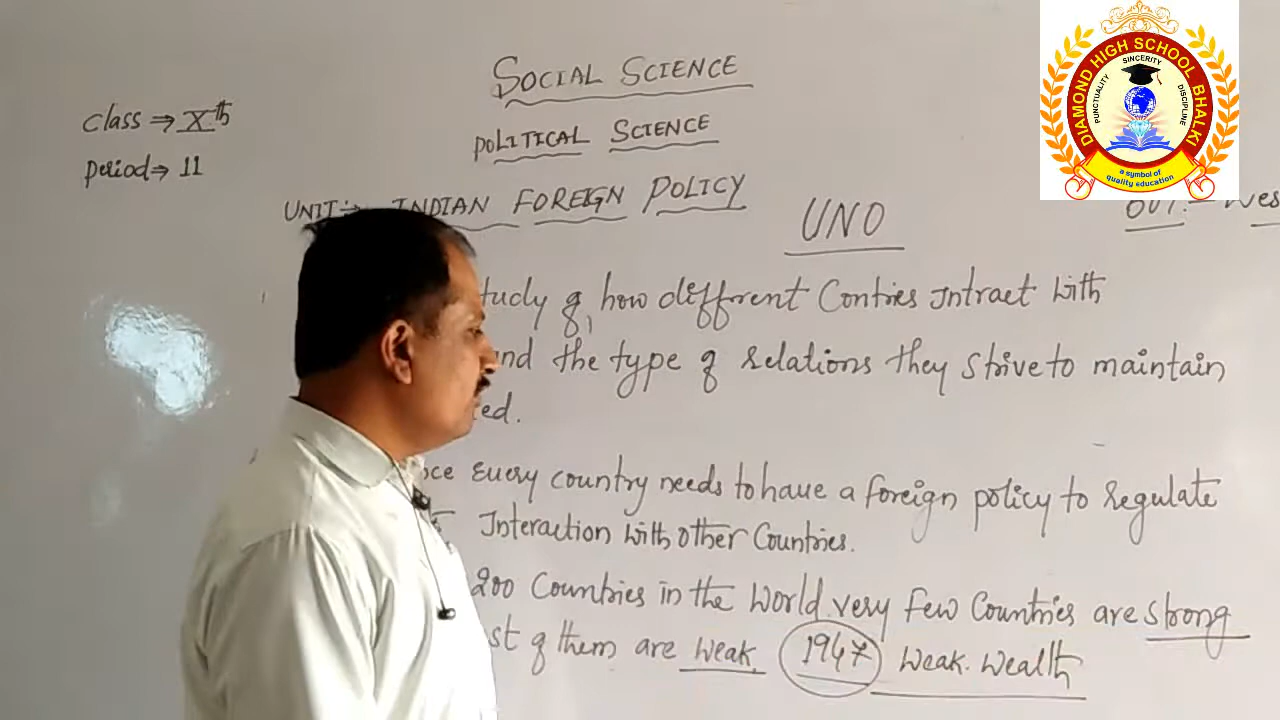 SOCIAL SCIENCE
Class ⇒ Xth
POLITICAL SCIENCE
Period ⇒ 11
UNIT :- INDIAN FOREIGN POLICY
UNO
tudy of how different Contries Intract with
and the type of relations they strive to maintain
ed.
ce Every country needs to have a foreign policy to regulate
Interaction with other Countries.
200 Countries in the World very few Countries are strong
st of them are weak 1947 Weak. Wealth
DIAMOND HIGH SCHOOL BHALKI
SINCERITY
PUNCTUALITY
DISCIPLINE
a symbol of
quality education